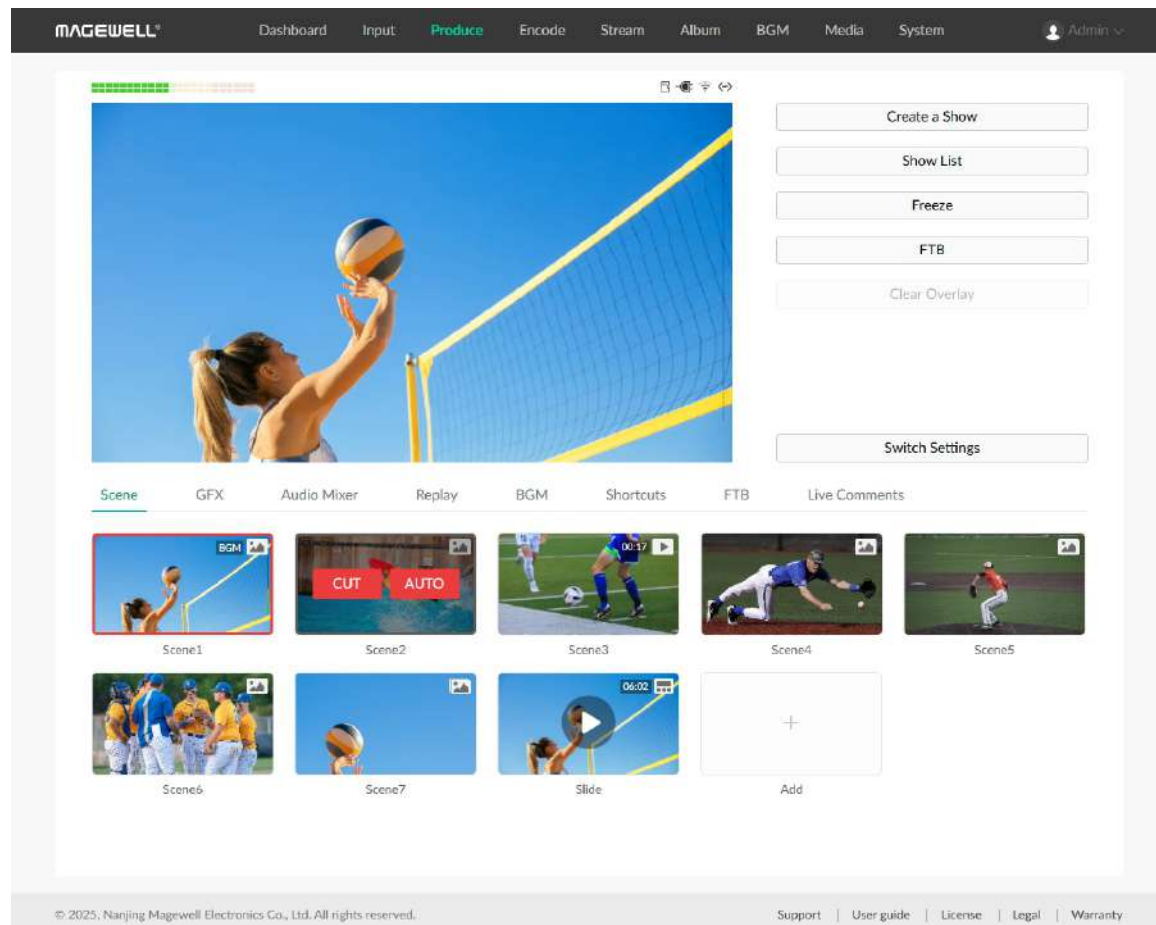 MAGEWELL®
Dashboard Input Produce Encode Stream Album BGM Media System Admin
Create a Show
Show List
Freeze
FTB
Clear Overlay
Switch Settings
Scene GFX Audio Mixer Replay BGM Shortcuts FTB Live Comments
BGM CUT AUTO 00:17
Scene1 Scene2 Scene3 Scene4 Scene5
06:02
Scene6 Scene7 Slide Add
© 2025, Nanjing Magewell Electronics Co., Ltd. All rights reserved. Support | User guide | License | Legal | Warranty